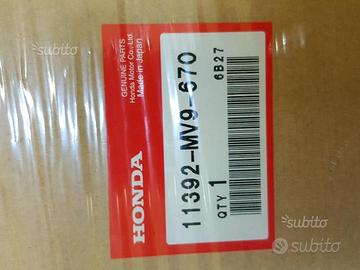 GENUINE PARTS
Honda Motor Co., Ltd.
Made in Japan
HONDA
11392-MV9-670
QTY 1
6B27
subito
subito
subito
subito